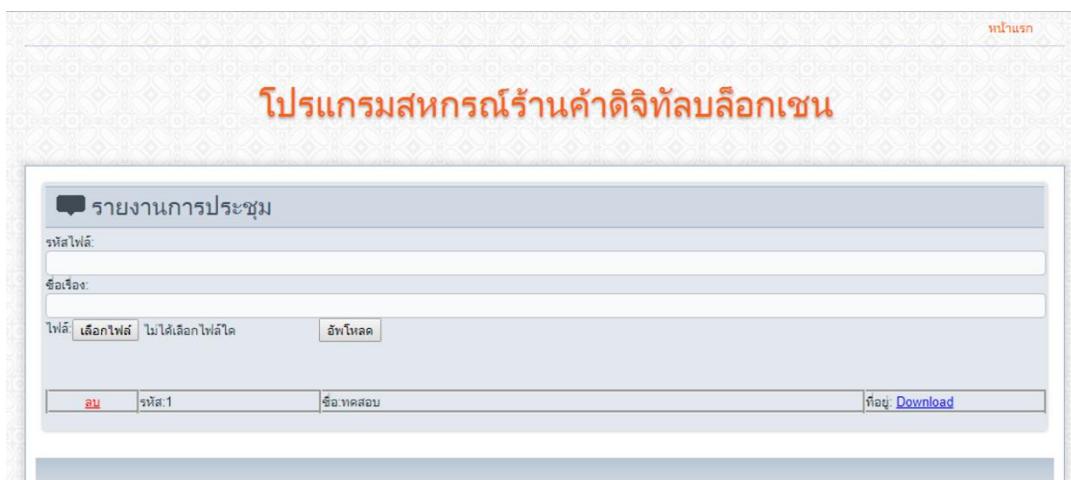 หน้าแรก
โปรแกรมสหกรณ์ร้านค้าดิจิทัลบล็อกเชน
รายงานการประชุม
รหัสไฟล์:
ชื่อเรื่อง:
ไฟล์: เลือกไฟล์ ไม่ได้เลือกไฟล์ใด อัพโหลด
ลบ รหัส:1 ชื่อ:ทดสอบ ที่อยู่: Download